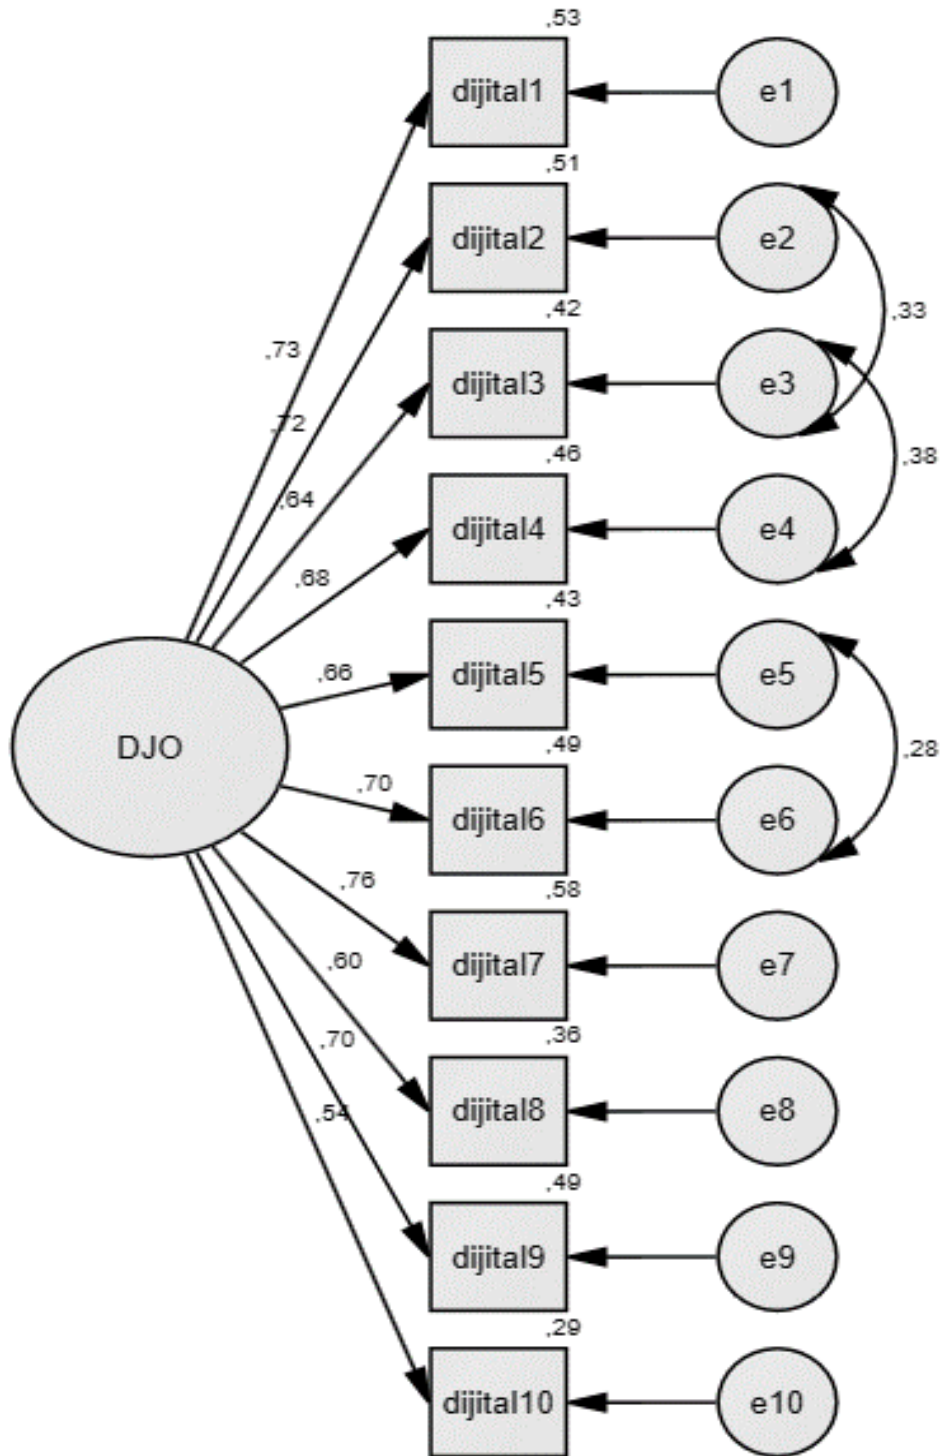 ,53
dijital1
e1
,51
dijital2
e2
,33
,42
dijital3
e3
,73
,72
,46
,38
,64
dijital4
e4
,68
,43
dijital5
e5
,66
DJO
,49
,28
,70
dijital6
e6
,76
,58
dijital7
e7
,60
,70
,36
dijital8
e8
,54
,49
dijital9
e9
,29
dijital10
e10